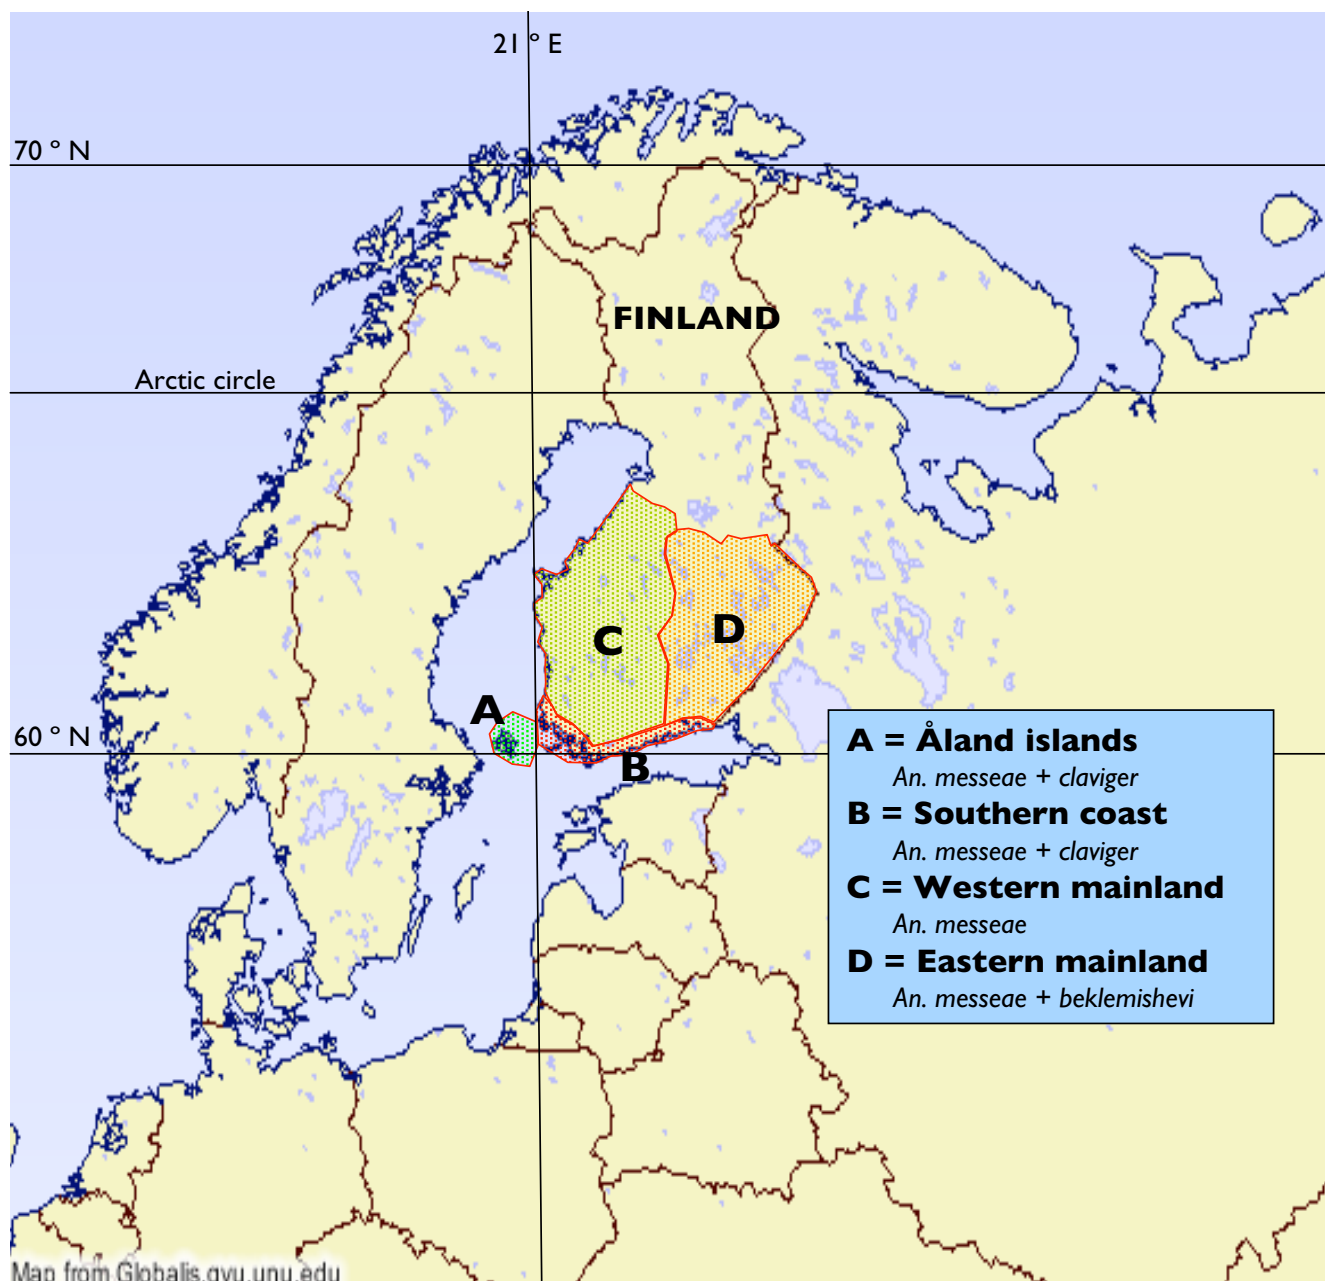 21 º E
70 º N
FINLAND
Arctic circle
C
D
A
60 º N
B
A = Åland islands
An. messeae + claviger
B = Southern coast
An. messeae + claviger
C = Western mainland
An. messeae
D = Eastern mainland
An. messeae + beklemishevi
Map from Globalis.gvu.unu.edu